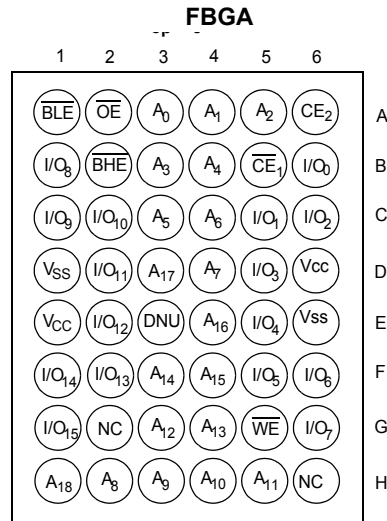 FBGA
1 2 3 4 5 6
BLE OE A0 A1 A2 CE2 A
I/O8 BHE A3 A4 CE1 I/O0 B
I/O9 I/O10 A5 A6 I/O1 I/O2 C
VSS I/O11 A17 A7 I/O3 Vcc D
VCC I/O12 DNU A16 I/O4 Vss E
I/O14 I/O13 A14 A15 I/O5 I/O6 F
I/O15 NC A12 A13 WE I/O7 G
A18 A8 A9 A10 A11 NC H